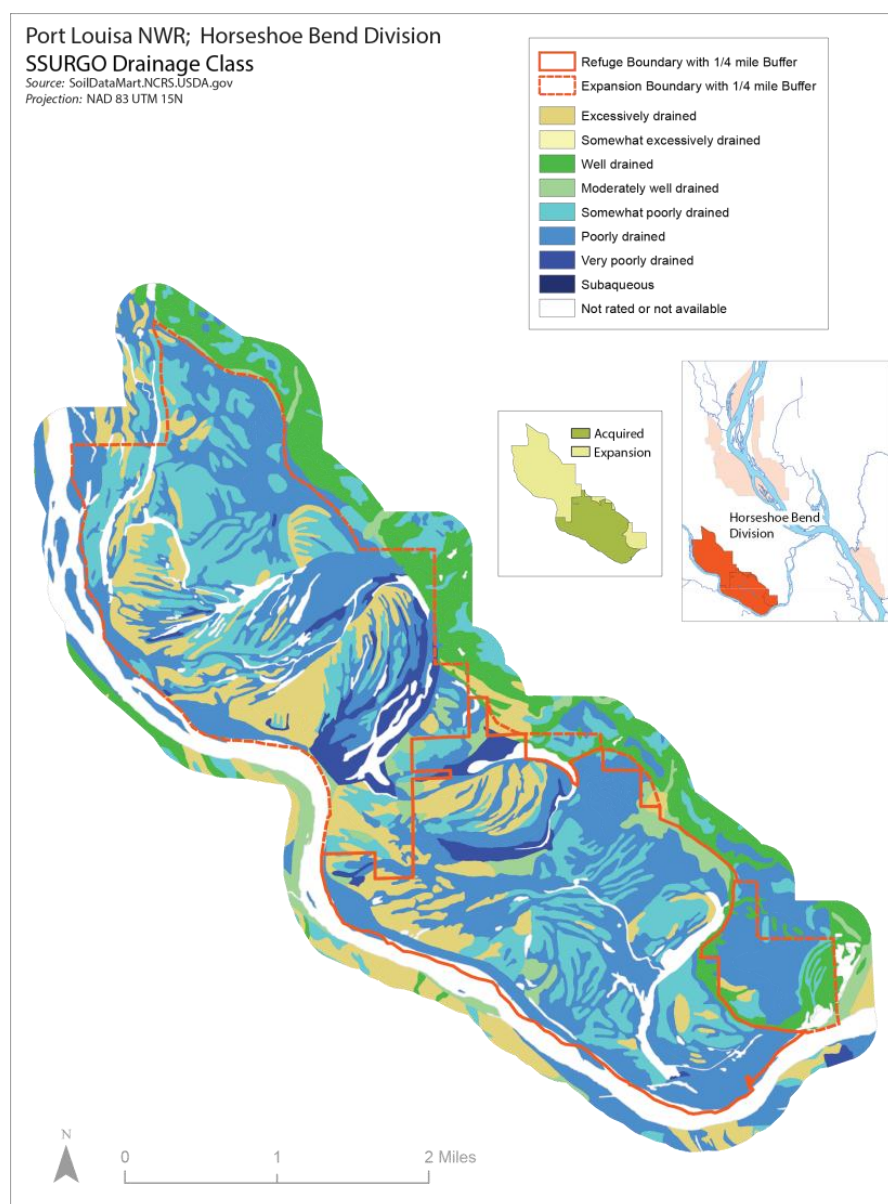 Port Louisa NWR; Horseshoe Bend Division
SSURGO Drainage Class
Source: SoilDataMart.NCRS.USDA.gov
Projection: NAD 83 UTM 15N
Refuge Boundary with 1/4 mile Buffer
Expansion Boundary with 1/4 mile Buffer
Excessively drained
Somewhat excessively drained
Well drained
Moderately well drained
Somewhat poorly drained
Poorly drained
Very poorly drained
Subaqueous
Not rated or not available
Acquired
Expansion
Horseshoe Bend
Division
N
0 1 2 Miles